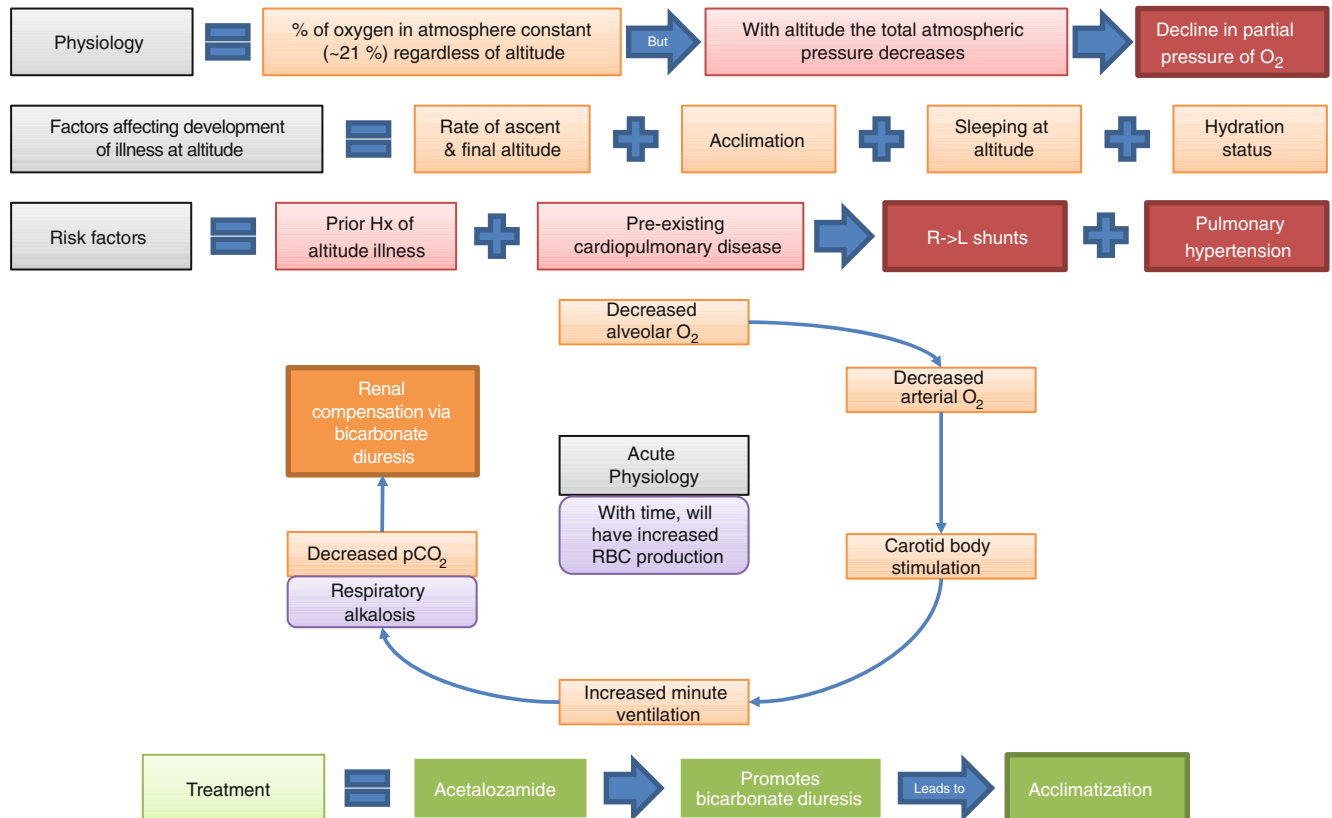 Physiology
% of oxygen in atmosphere constant
(~21 %) regardless of altitude
But
With altitude the total atmospheric
pressure decreases
Decline in partial
pressure of O2
Factors affecting development
of illness at altitude
Rate of ascent
& final altitude
Acclimation
Sleeping at
altitude
Hydration
status
Risk factors
Prior Hx of
altitude illness
Pre-existing
cardiopulmonary disease
R->L shunts
Pulmonary
hypertension
Decreased
alveolar O2
Decreased
arterial O2
Carotid body
stimulation
Increased minute
ventilation
Decreased pCO2
Respiratory
alkalosis
Renal
compensation via
bicarbonate
diuresis
Acute
Physiology
With time, will
have increased
RBC production
Treatment
Acetalozamide
Promotes
bicarbonate diuresis
Leads to
Acclimatization